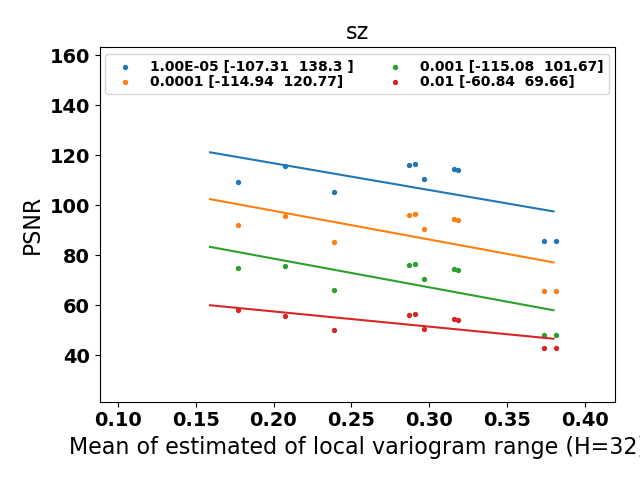 sz
160
140
120
100
80
60
40
PSNR
1.00E-05 [-107.31  138.3 ]
0.0001 [-114.94  120.77]
0.001 [-115.08  101.67]
0.01 [-60.84  69.66]
0.10 0.15 0.20 0.25 0.30 0.35 0.40
Mean of estimated of local variogram range (H=32)